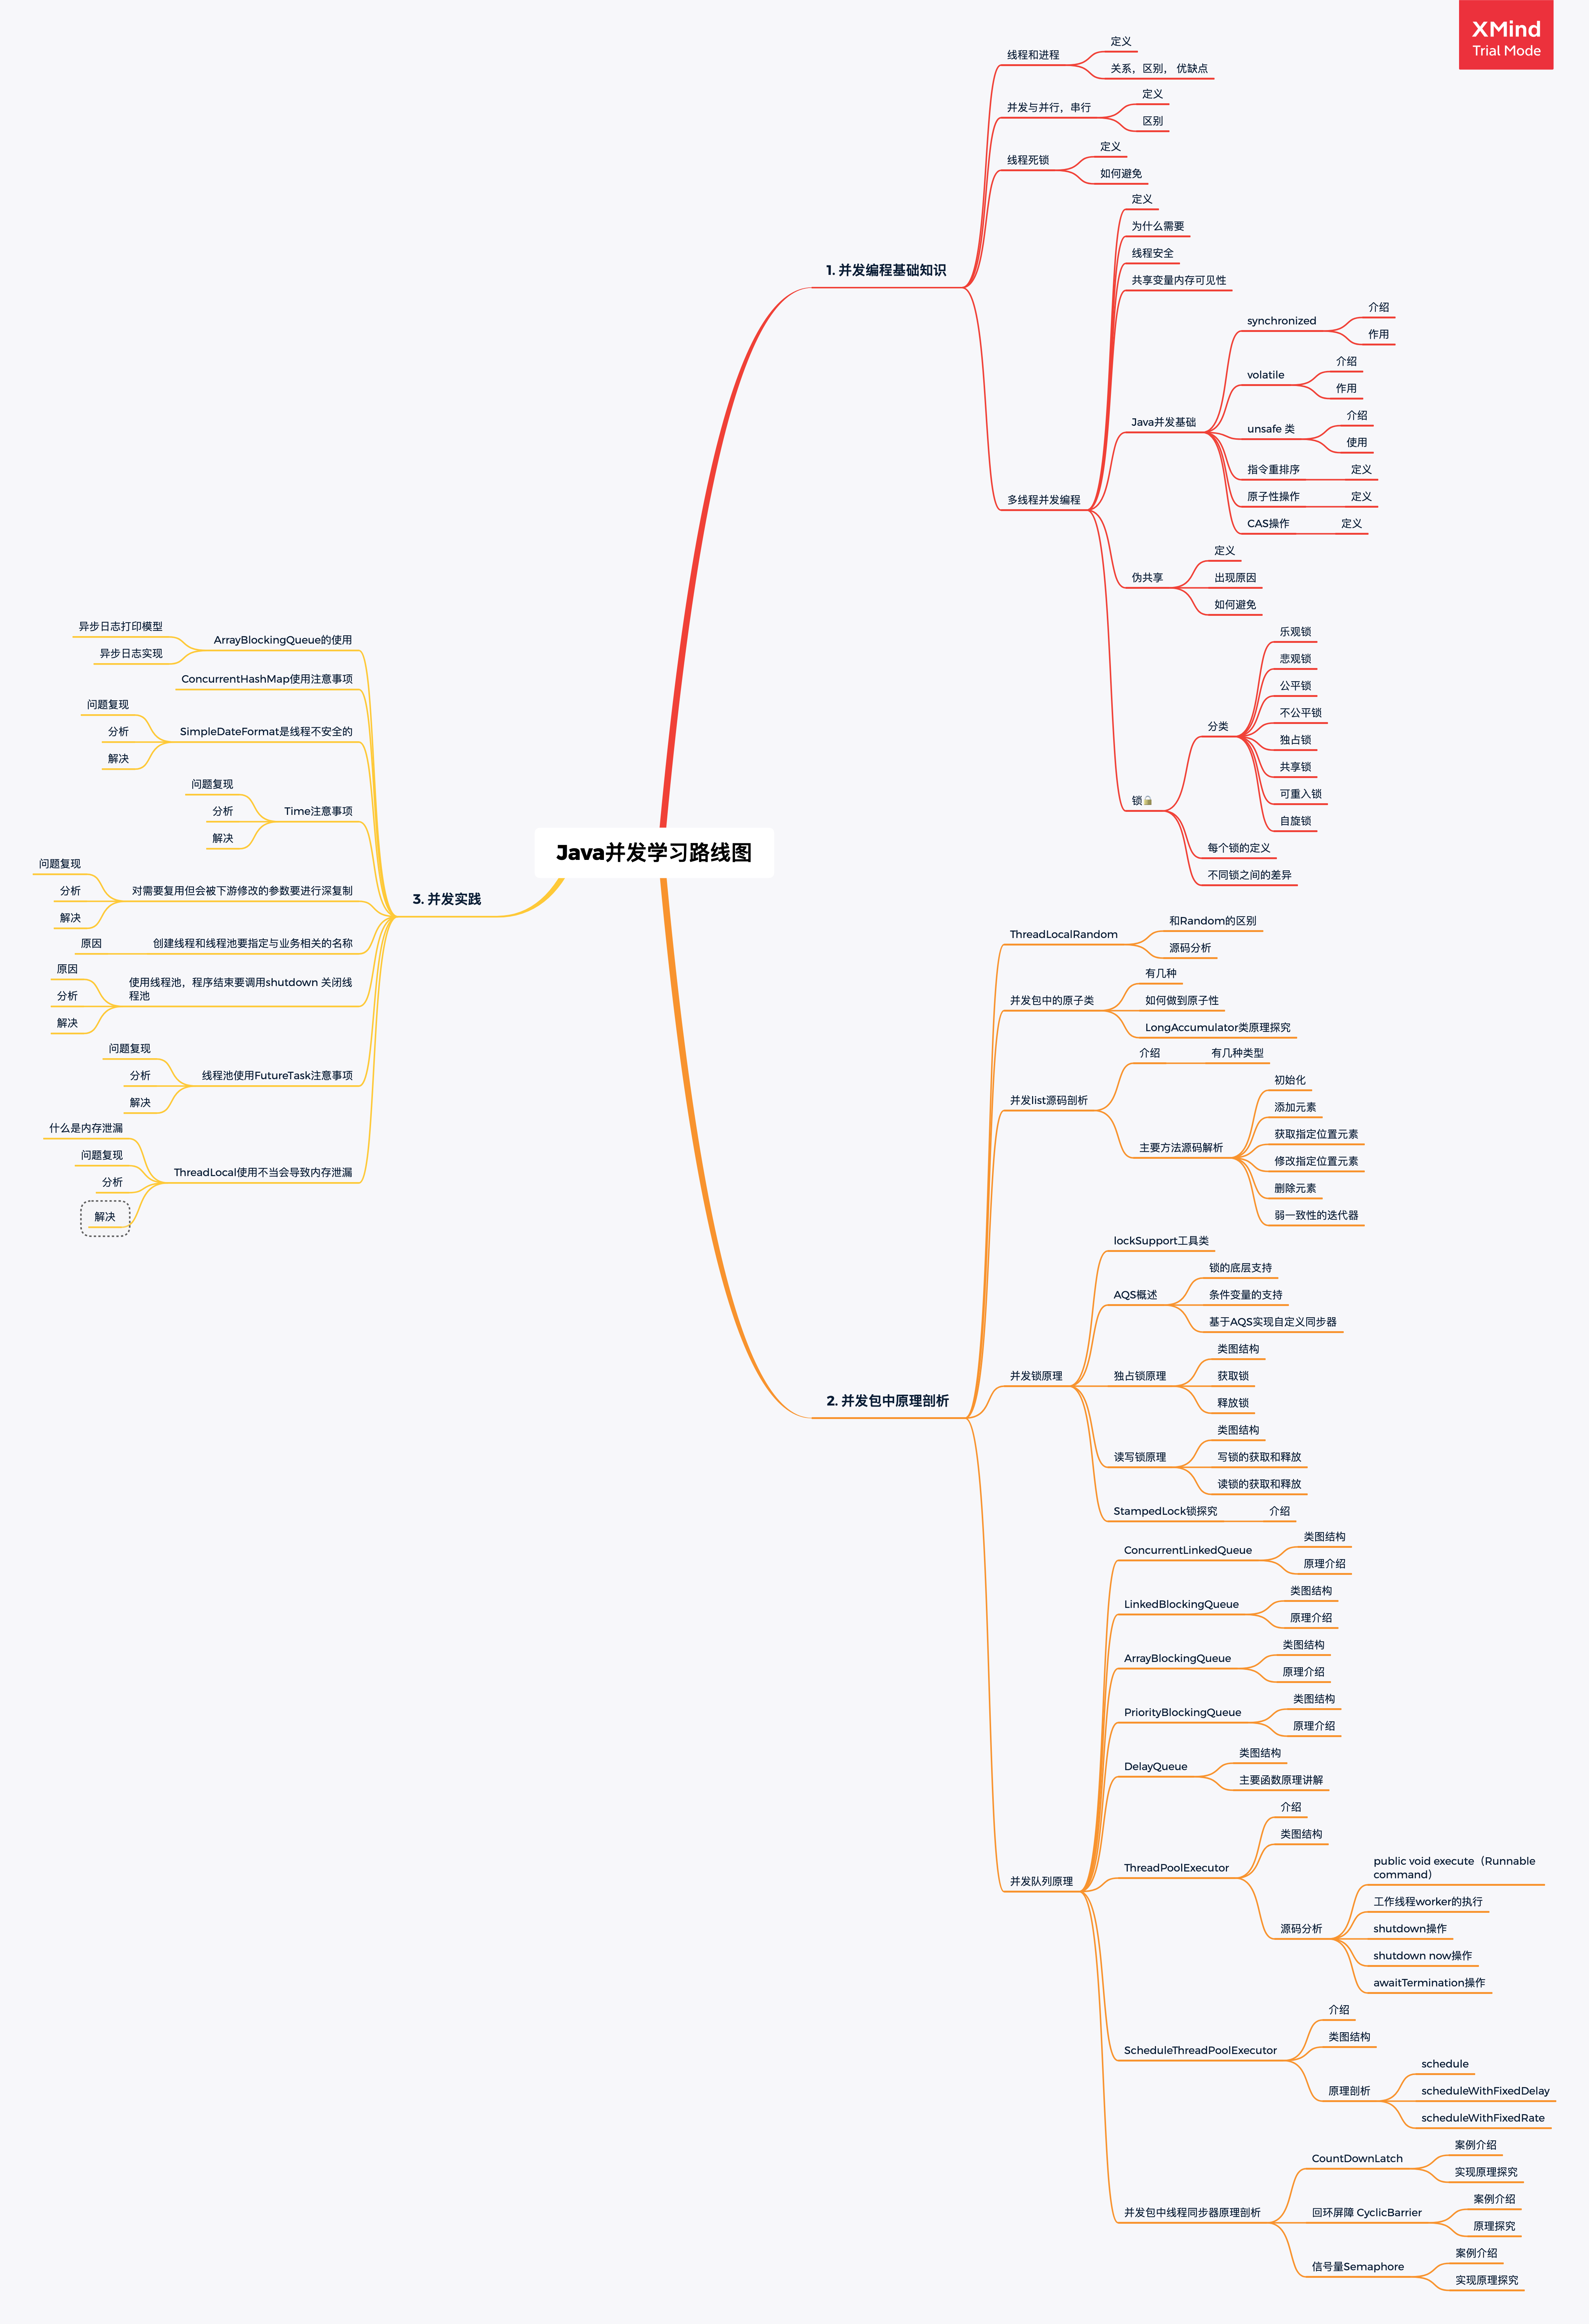 XMind
Trial Mode
Java并发学习路线图
1. 并发编程基础知识
线程和进程
定义
关系，区别， 优缺点
并发与并行，串行
定义
区别
线程死锁
定义
如何避免
多线程并发编程
定义
为什么需要
线程安全
共享变量内存可见性
Java并发基础
synchronized
介绍
作用
volatile
介绍
作用
unsafe 类
介绍
使用
指令重排序
定义
原子性操作
定义
CAS操作
定义
伪共享
定义
出现原因
如何避免
锁🔒
分类
乐观锁
悲观锁
公平锁
不公平锁
独占锁
共享锁
可重入锁
自旋锁
每个锁的定义
不同锁之间的差异
2. 并发包中原理剖析
ThreadLocalRandom
和Random的区别
源码分析
并发包中的原子类
有几种
如何做到原子性
LongAccumulator类原理探究
并发list源码剖析
介绍
有几种类型
主要方法源码解析
初始化
添加元素
获取指定位置元素
修改指定位置元素
删除元素
弱一致性的迭代器
并发锁原理
lockSupport工具类
AQS概述
锁的底层支持
条件变量的支持
基于AQS实现自定义同步器
独占锁原理
类图结构
获取锁
释放锁
读写锁原理
类图结构
写锁的获取和释放
读锁的获取和释放
StampedLock锁探究
介绍
并发队列原理
ConcurrentLinkedQueue
类图结构
原理介绍
LinkedBlockingQueue
类图结构
原理介绍
ArrayBlockingQueue
类图结构
原理介绍
PriorityBlockingQueue
类图结构
原理介绍
DelayQueue
类图结构
主要函数原理讲解
ThreadPoolExecutor
介绍
类图结构
源码分析
public void execute（Runnable
command）
工作线程worker的执行
shutdown操作
shutdown now操作
awaitTermination操作
ScheduleThreadPoolExecutor
介绍
类图结构
原理剖析
schedule
scheduleWithFixedDelay
scheduleWithFixedRate
并发包中线程同步器原理剖析
CountDownLatch
案例介绍
实现原理探究
回环屏障 CyclicBarrier
案例介绍
原理探究
信号量Semaphore
案例介绍
实现原理探究
3. 并发实践
ArrayBlockingQueue的使用
异步日志打印模型
异步日志实现
ConcurrentHashMap使用注意事项
SimpleDateFormat是线程不安全的
问题复现
分析
解决
Time注意事项
问题复现
分析
解决
对需要复用但会被下游修改的参数要进行深复制
问题复现
分析
解决
创建线程和线程池要指定与业务相关的名称
原因
使用线程池，程序结束要调用shutdown 关闭线
程池
原因
分析
解决
线程池使用FutureTask注意事项
问题复现
分析
解决
ThreadLocal使用不当会导致内存泄漏
什么是内存泄漏
问题复现
分析
解决